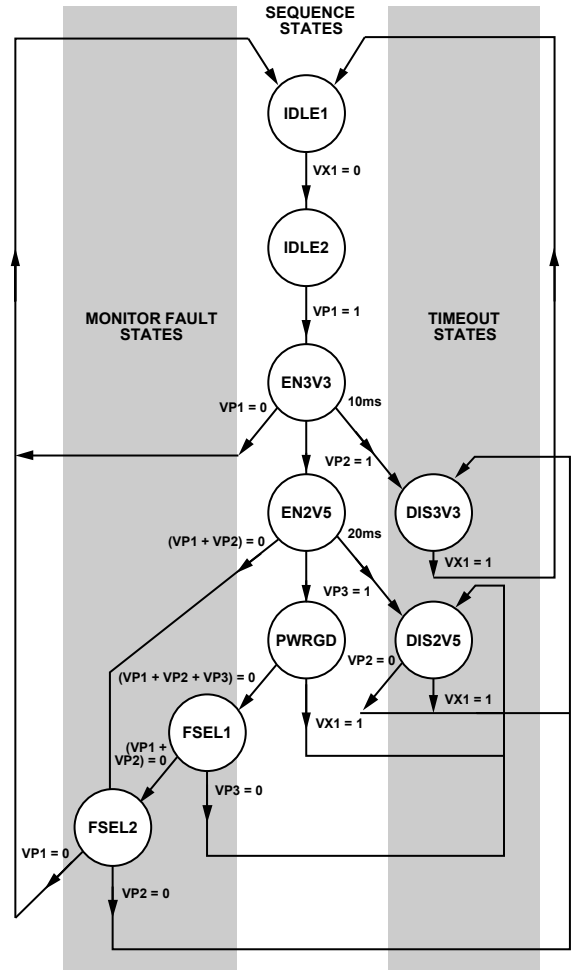 SEQUENCE
STATES
IDLE1
VX1 = 0
IDLE2
MONITOR FAULT
STATES
VP1 = 1
TIMEOUT
STATES
EN3V3
VP1 = 0
10ms
VP2 = 1
DIS3V3
EN2V5
(VP1 + VP2) = 0
20ms
VX1 = 1
VP3 = 1
PWRGD
DIS2V5
VP2 = 0
(VP1 + VP2 + VP3) = 0
VX1 = 1
FSEL1
VX1 = 1
(VP1 +
VP2) = 0
VP3 = 0
FSEL2
VP1 = 0
VP2 = 0